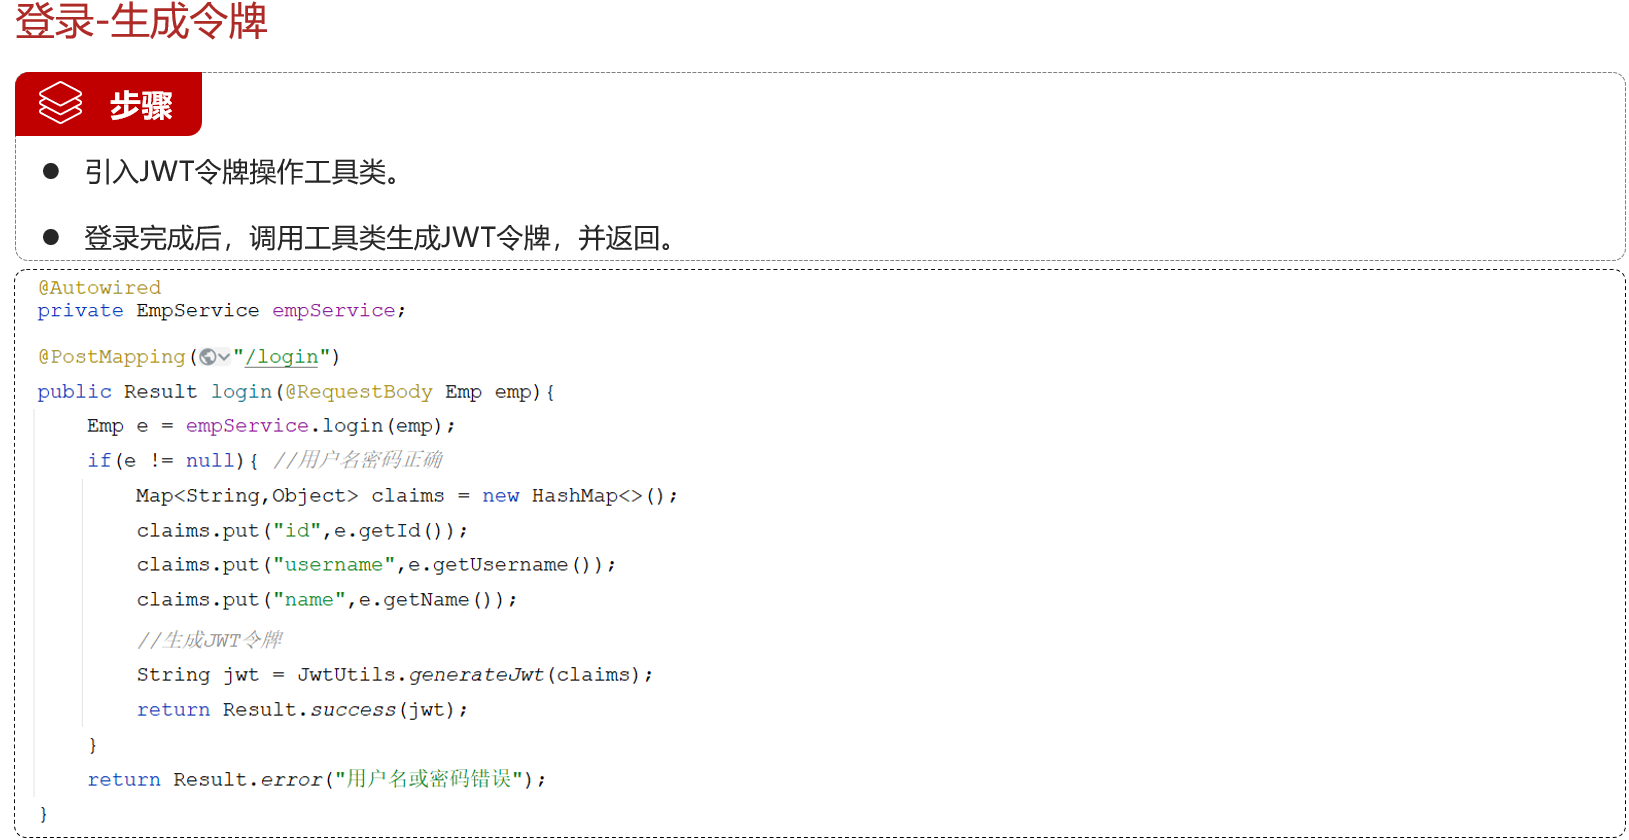 登录-生成令牌
步骤
● 引入JWT令牌操作工具类。
● 登录完成后，调用工具类生成JWT令牌，并返回。
@Autowired
private EmpService empService;
@PostMapping("/login")
public Result login(@RequestBody Emp emp){
Emp e = empService.login(emp);
if(e != null){ //用户名密码正确
Map<String,Object> claims = new HashMap<>();
claims.put("id",e.getId());
claims.put("username",e.getUsername());
claims.put("name",e.getName());
//生成JWT令牌
String jwt = JwtUtils.generateJwt(claims);
return Result.success(jwt);
}
return Result.error("用户名或密码错误");
}